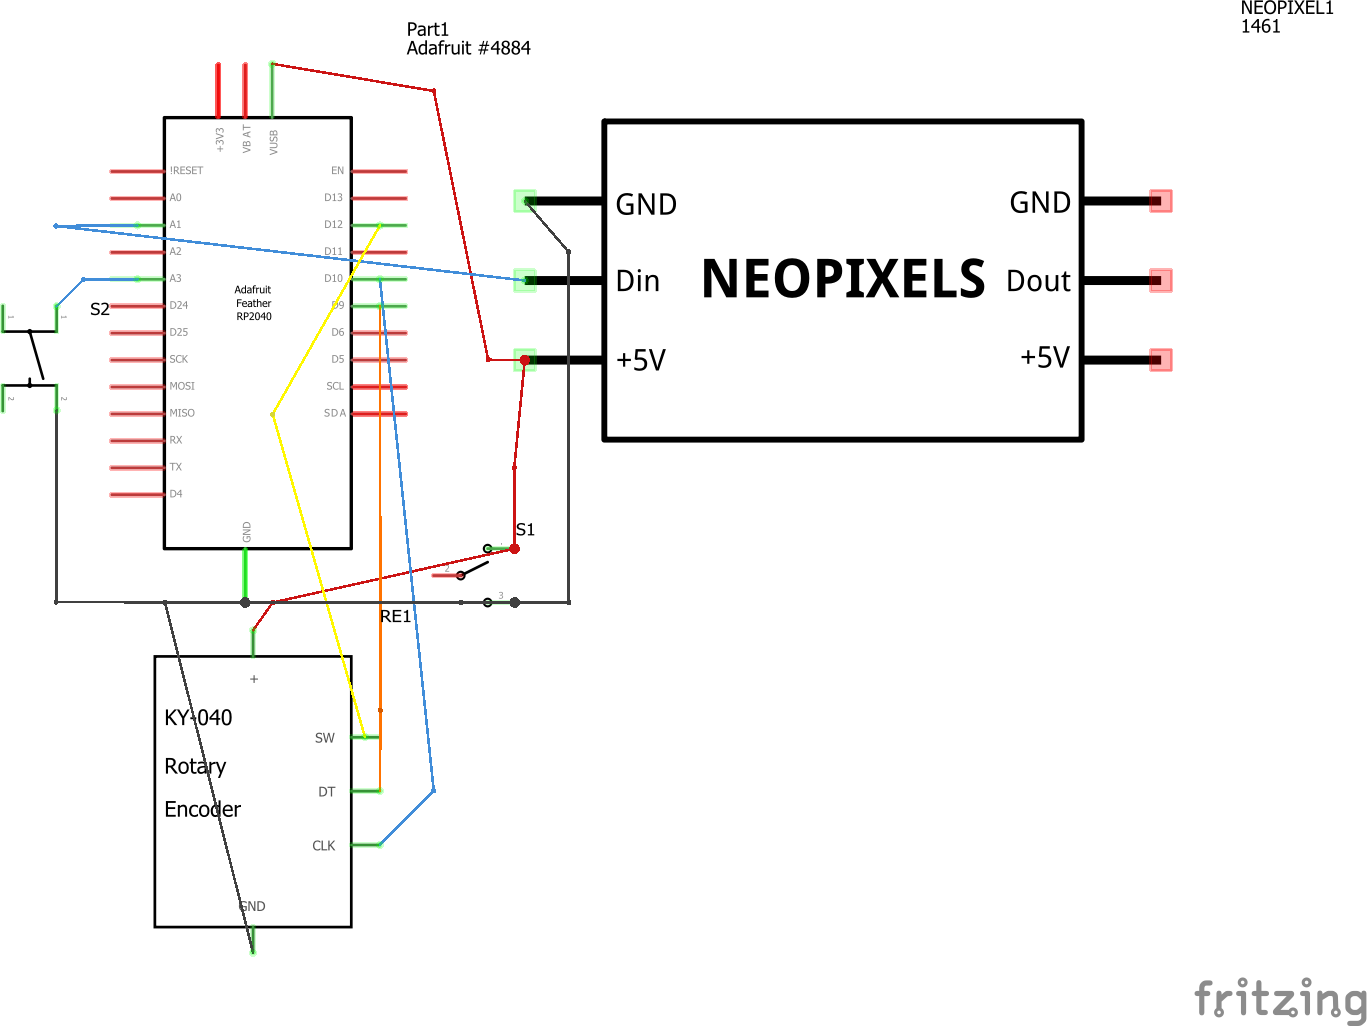 NEOPIXEL1
1461
Part1
Adafruit #4884
+3V3
VBAT
VUSB
!RESET
EN
A0
D13
A1
D12
A2
D11
A3
D10
D24
D9
D25
D6
SCK
D5
MOSI
SCL
MISO
SDA
RX
TX
D4
GND
Adafruit
Feather
RP2040
S2
1
1
2
2
GND
GND
Din
NEOPIXELS
Dout
+5V
+5V
S1
2
3
RE1
+
KY-040
SW
Rotary
DT
Encoder
CLK
GND
fritzing